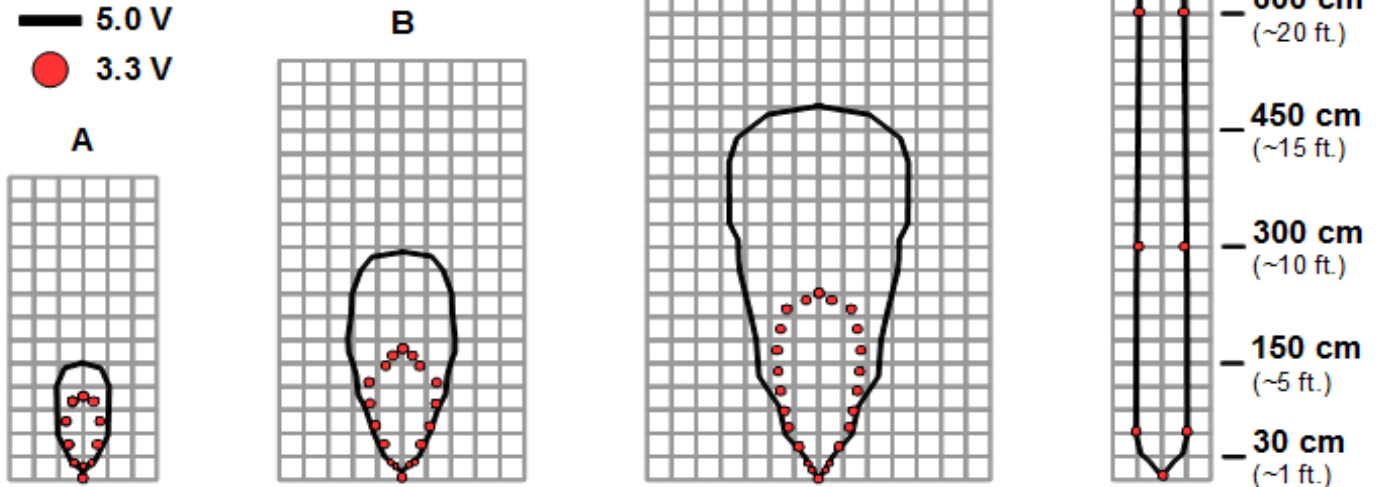 5.0 V
3.3 V
A
B
(~20 ft.)
450 cm
(~15 ft.)
300 cm
(~10 ft.)
150 cm
(~5 ft.)
30 cm
(~1 ft.)